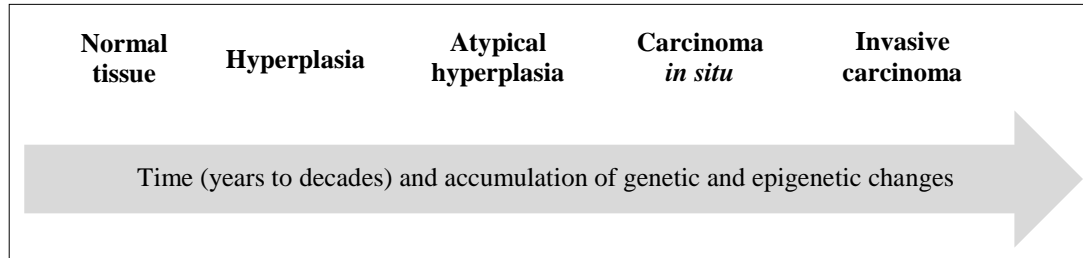 Normal
tissue
Hyperplasia
Atypical
hyperplasia
Carcinoma
in situ
Invasive
carcinoma
Time (years to decades) and accumulation of genetic and epigenetic changes